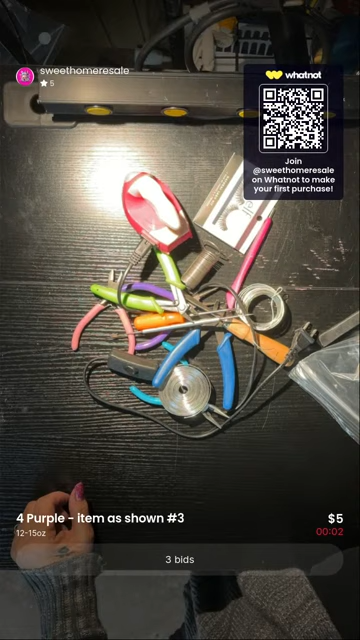 sweethomeresale
★ 5
whatnot
Join
@sweethomeresale
on Whatnot to make
your first purchase!
4 Purple - item as shown #3
$5
12-15oz
00:02
3 bids